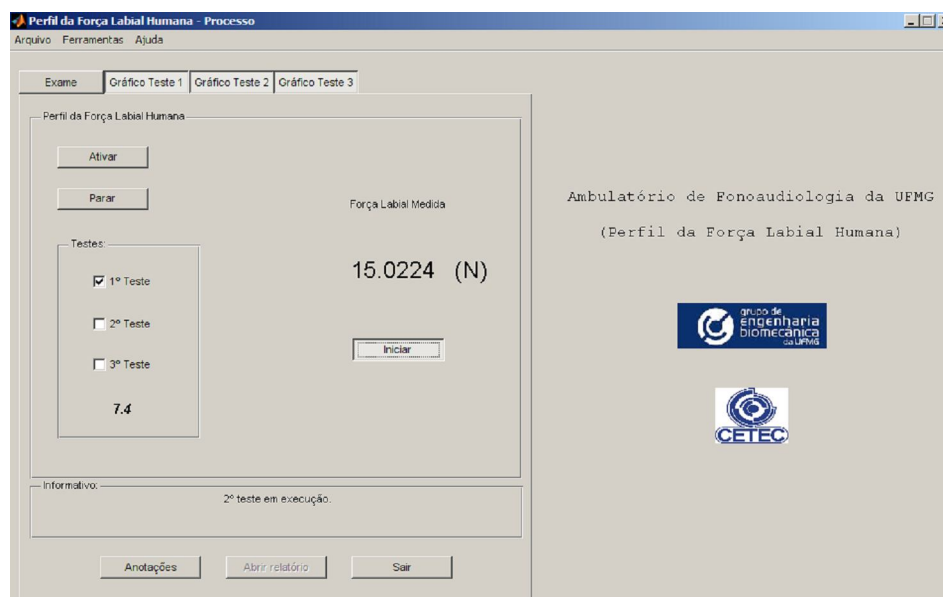 Perfil da Força Labial Humana - Processo
Arquivo Ferramentas Ajuda
Exame Gráfico Teste 1 Gráfico Teste 2 Gráfico Teste 3
Perfil da Força Labial Humana
Ativar
Parar
Força Labial Medida
Testes:
15.0224 (N)
1º Teste
2º Teste
Iniciar
3º Teste
7.4
Informativo:
2º teste em execução.
Anotações Abrir relatório Sair
Ambulatório de Fonoaudiologia da UFMG
(Perfil da Força Labial Humana)
grupo de
engenharia
biomecânica
da UFMG
CETEC